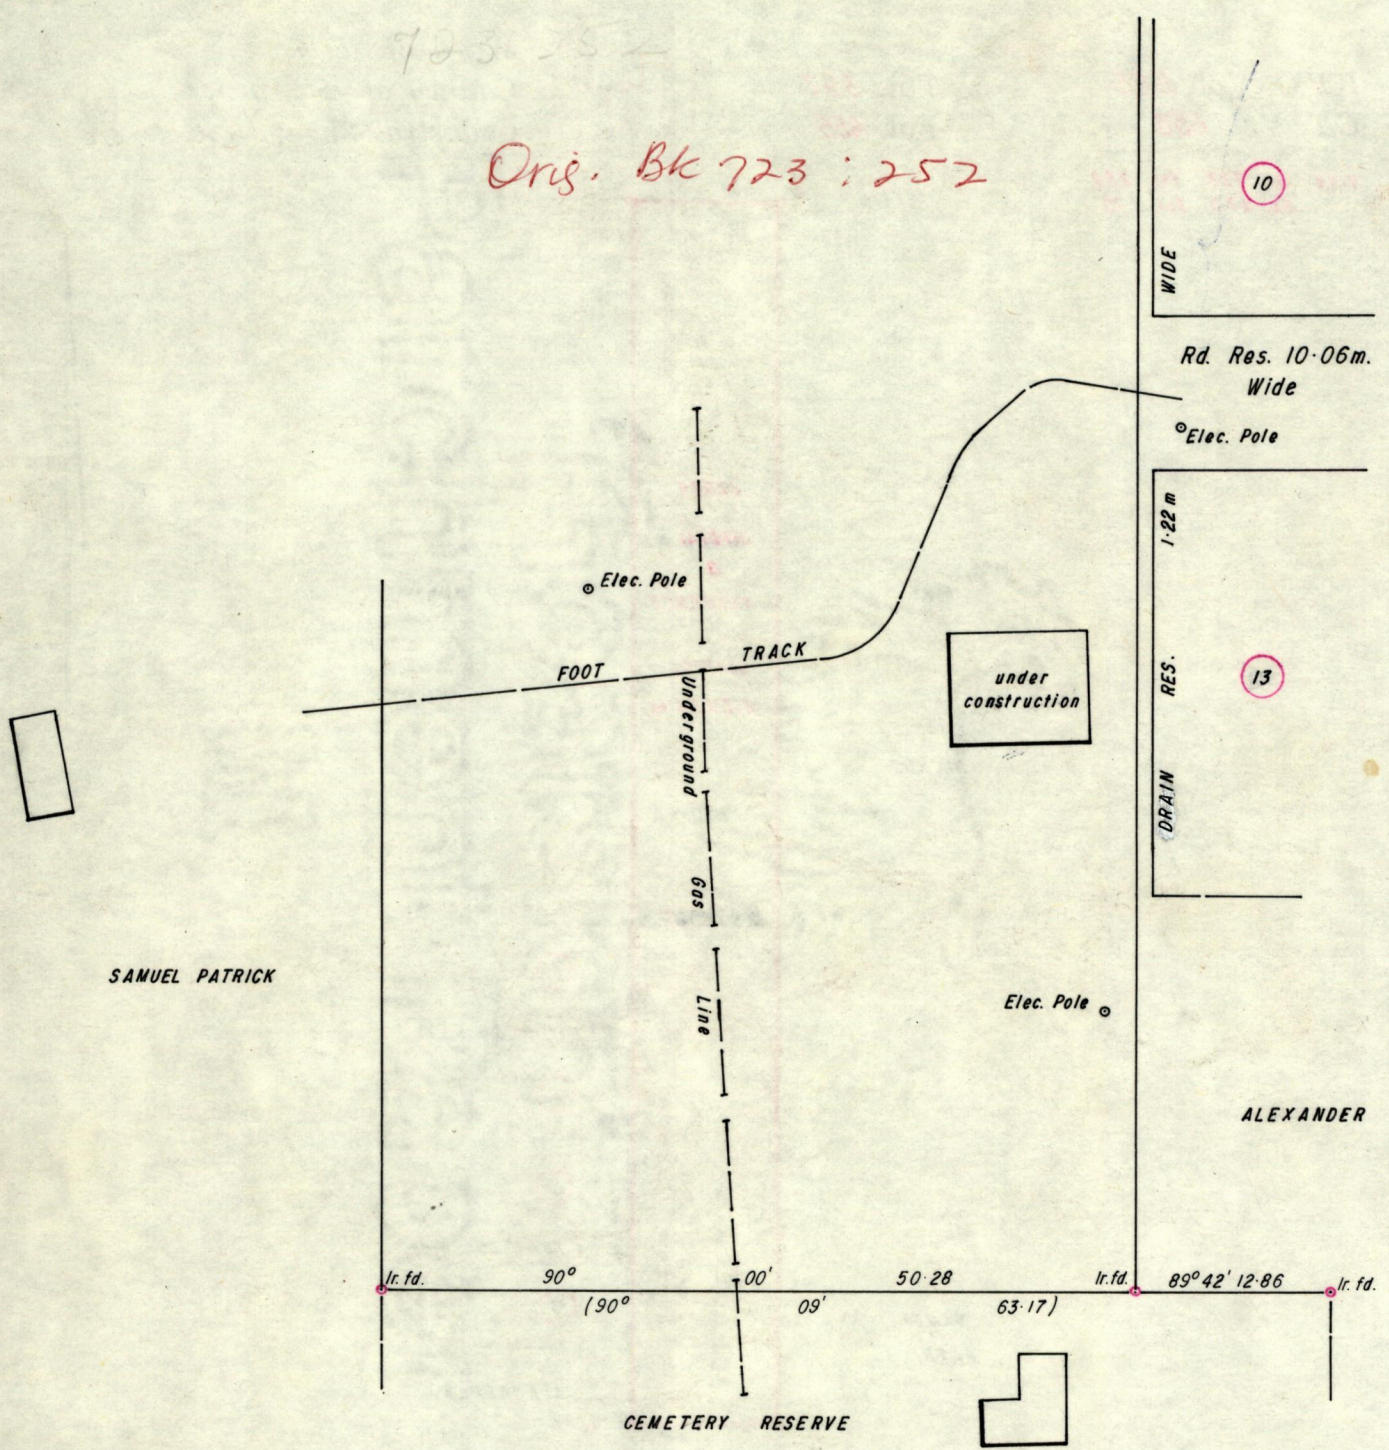 723-252
Orig. Bk 723 : 252
10
WIDE
Rd. Res. 10·06m.
Wide
Elec. Pole
1·22 m
Elec. Pole
FOOT TRACK
under
construction
RES.
13
Underground
DRAIN
Gas
SAMUEL PATRICK
Line
Elec. Pole
ALEXANDER
Ir. fd. 90° 00' 50·28 Ir. fd. 89° 42' 12·86 Ir. fd.
(90° 09' 63·17)
CEMETERY RESERVE